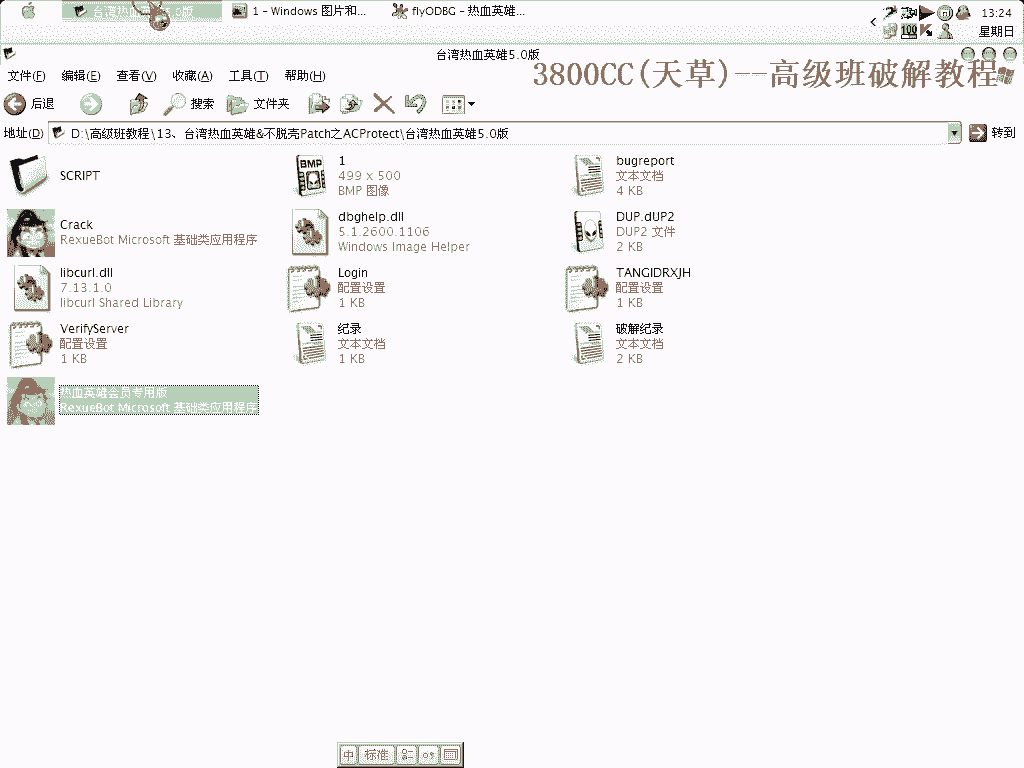 台湾热血英雄5.0版
1 - Windows 图片和...
flyODBG - 热血英雄...
13:24
100
星期日
台湾热血英雄5.0版
3800CC(天草)--高级班破解教程
文件(F) 编辑(E) 查看(V) 收藏(A) 工具(T) 帮助(H)
后退 搜索 文件夹
地址(D) D:\高级班教程\13、台湾热血英雄&不脱壳Patch之ACProtect\台湾热血英雄5.0版 转到
SCRIPT
BMP
1
499 x 500
BMP 图像
bugreport
文本文档
4 KB
Crack
RexueBot Microsoft 基础类应用程序
dbghelp.dll
5.1.2600.1106
Windows Image Helper
DUP.dUP2
DUP2 文件
2 KB
libcurl.dll
7.13.1.0
libcurl Shared Library
Login
配置设置
1 KB
TANGIDRXJH
配置设置
1 KB
VerifyServer
配置设置
1 KB
纪录
文本文档
1 KB
破解纪录
文本文档
2 KB
热血英雄会员专用版
RexueBot Microsoft 基础类应用程序
中 标准